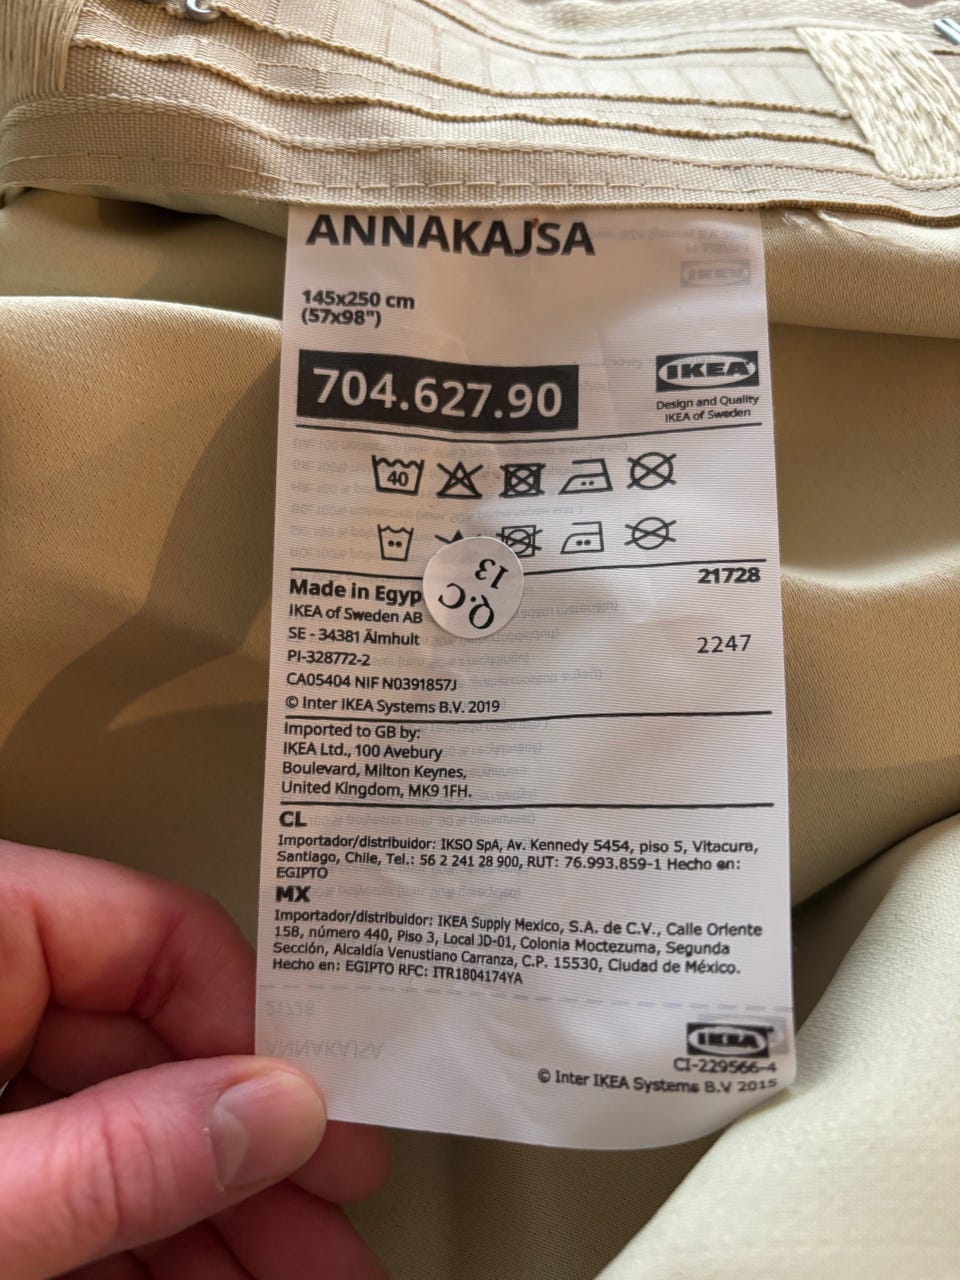 ANNAKAJSA
145x250 cm
(57x98")
704.627.90
IKEA
Design and Quality
IKEA of Sweden
40
Q.C
13
Made in Egyp
21728
IKEA of Sweden AB
SE - 34381 Älmhult
2247
PI-328772-2
CA05404 NIF N0391857J
© Inter IKEA Systems B.V. 2019
Imported to GB by:
IKEA Ltd., 100 Avebury
Boulevard, Milton Keynes,
United Kingdom, MK9 1FH.
CL
Importador/distribuidor: IKSO SpA, Av. Kennedy 5454, piso 5, Vitacura,
Santiago, Chile, Tel.: 56 2 241 28 900, RUT: 76.993.859-1 Hecho en:
EGIPTO
MX
Importador/distribuidor: IKEA Supply Mexico, S.A. de C.V., Calle Oriente
158, número 440, Piso 3, Local JD-01, Colonia Moctezuma, Segunda
Sección, Alcaldía Venustiano Carranza, C.P. 15530, Ciudad de México.
Hecho en: EGIPTO RFC: ITR1804174YA
21728
ANNAKAJSA
IKEA
CI-229566-4
© Inter IKEA Systems B.V 2015